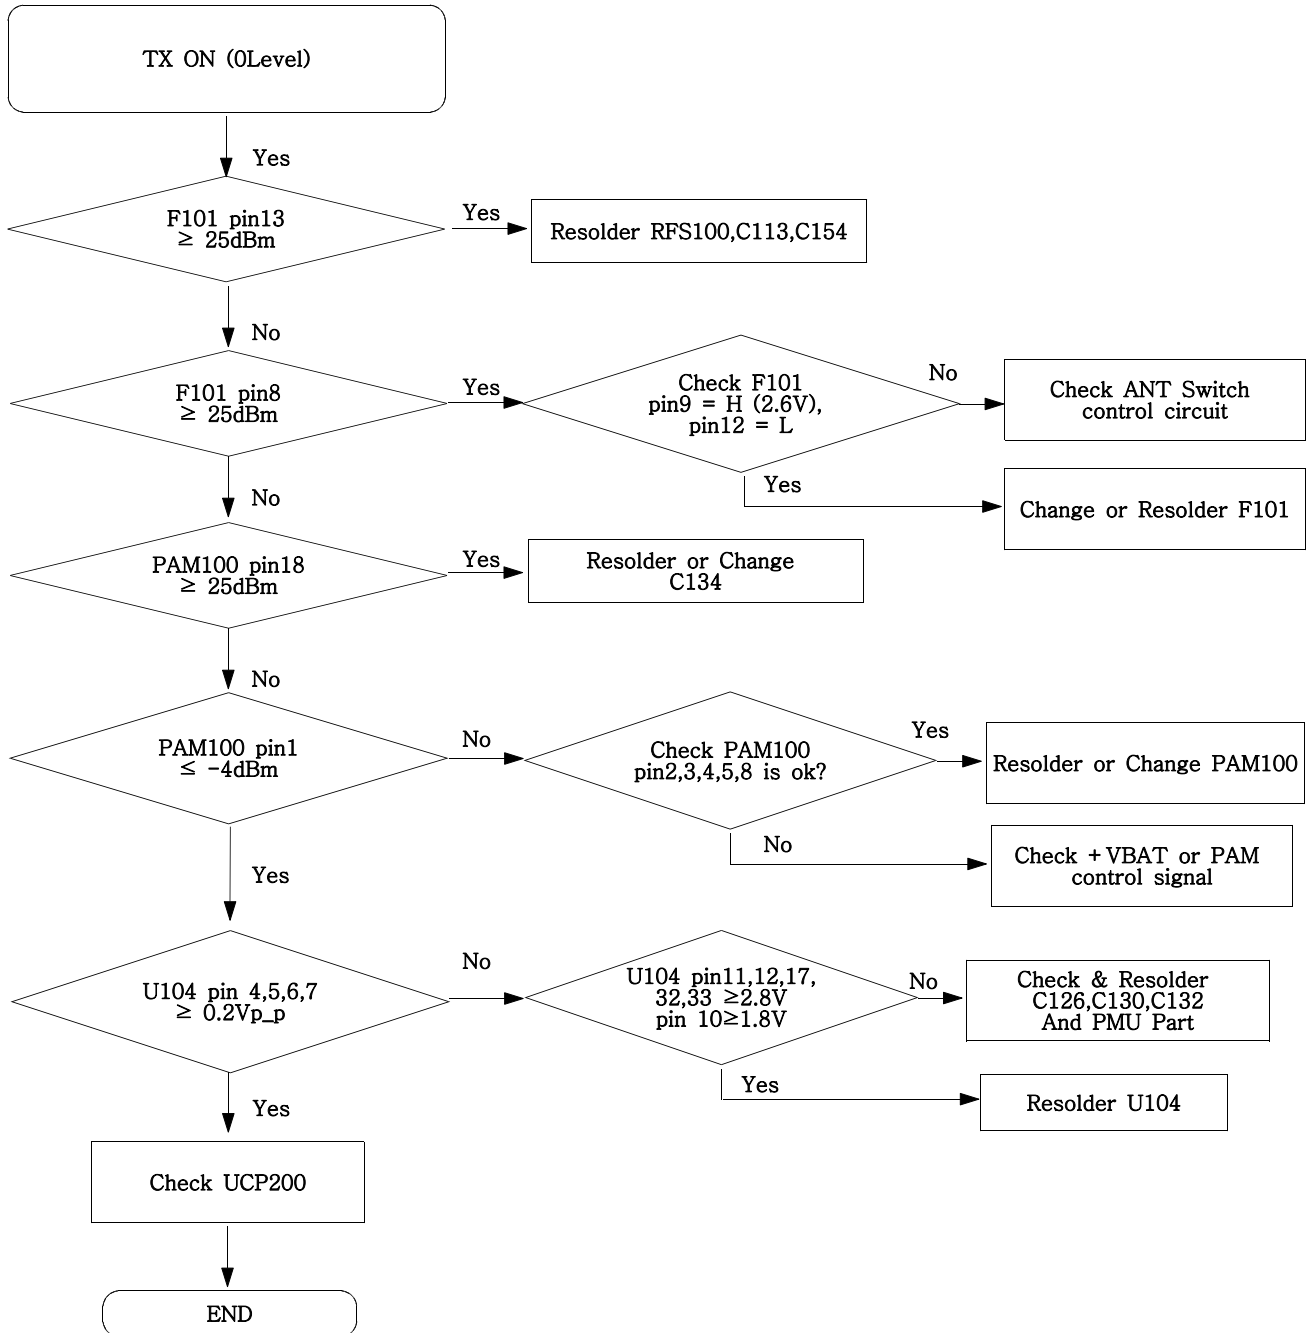 TX ON (0Level)
Yes
F101 pin13
≥ 25dBm
Yes
Resolder RFS100,C113,C154
No
F101 pin8
≥ 25dBm
Yes
Check F101
pin9 = H (2.6V),
pin12 = L
No
Check ANT Switch
control circuit
Yes
Change or Resolder F101
No
PAM100 pin18
≥ 25dBm
Yes
Resolder or Change
C134
No
PAM100 pin1
≤ -4dBm
No
Check PAM100
pin2,3,4,5,8 is ok?
Yes
Resolder or Change PAM100
No
Check +VBAT or PAM
control signal
Yes
U104 pin 4,5,6,7
≥ 0.2Vp_p
No
U104 pin11,12,17,
32,33 ≥2.8V
pin 10≥1.8V
No
Check & Resolder
C126,C130,C132
And PMU Part
Yes
Resolder U104
Yes
Check UCP200
END